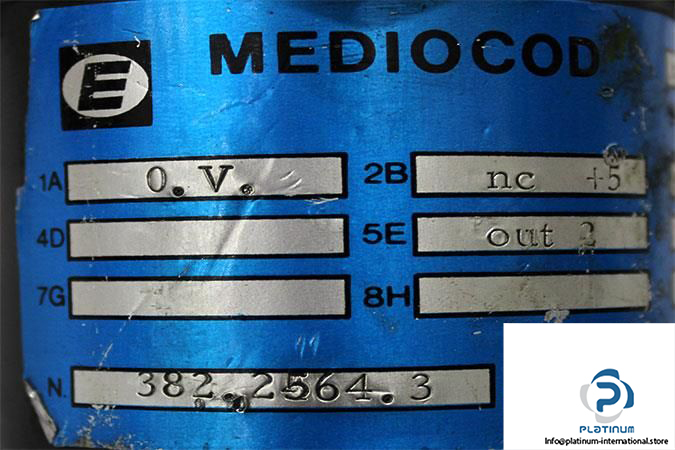 E MEDIOCOD
1A 0.V. 2B nc +5
4D 5E out 2
7G 8H
N. 382.2564.3
PLATINUM
Info@platinum-international.store